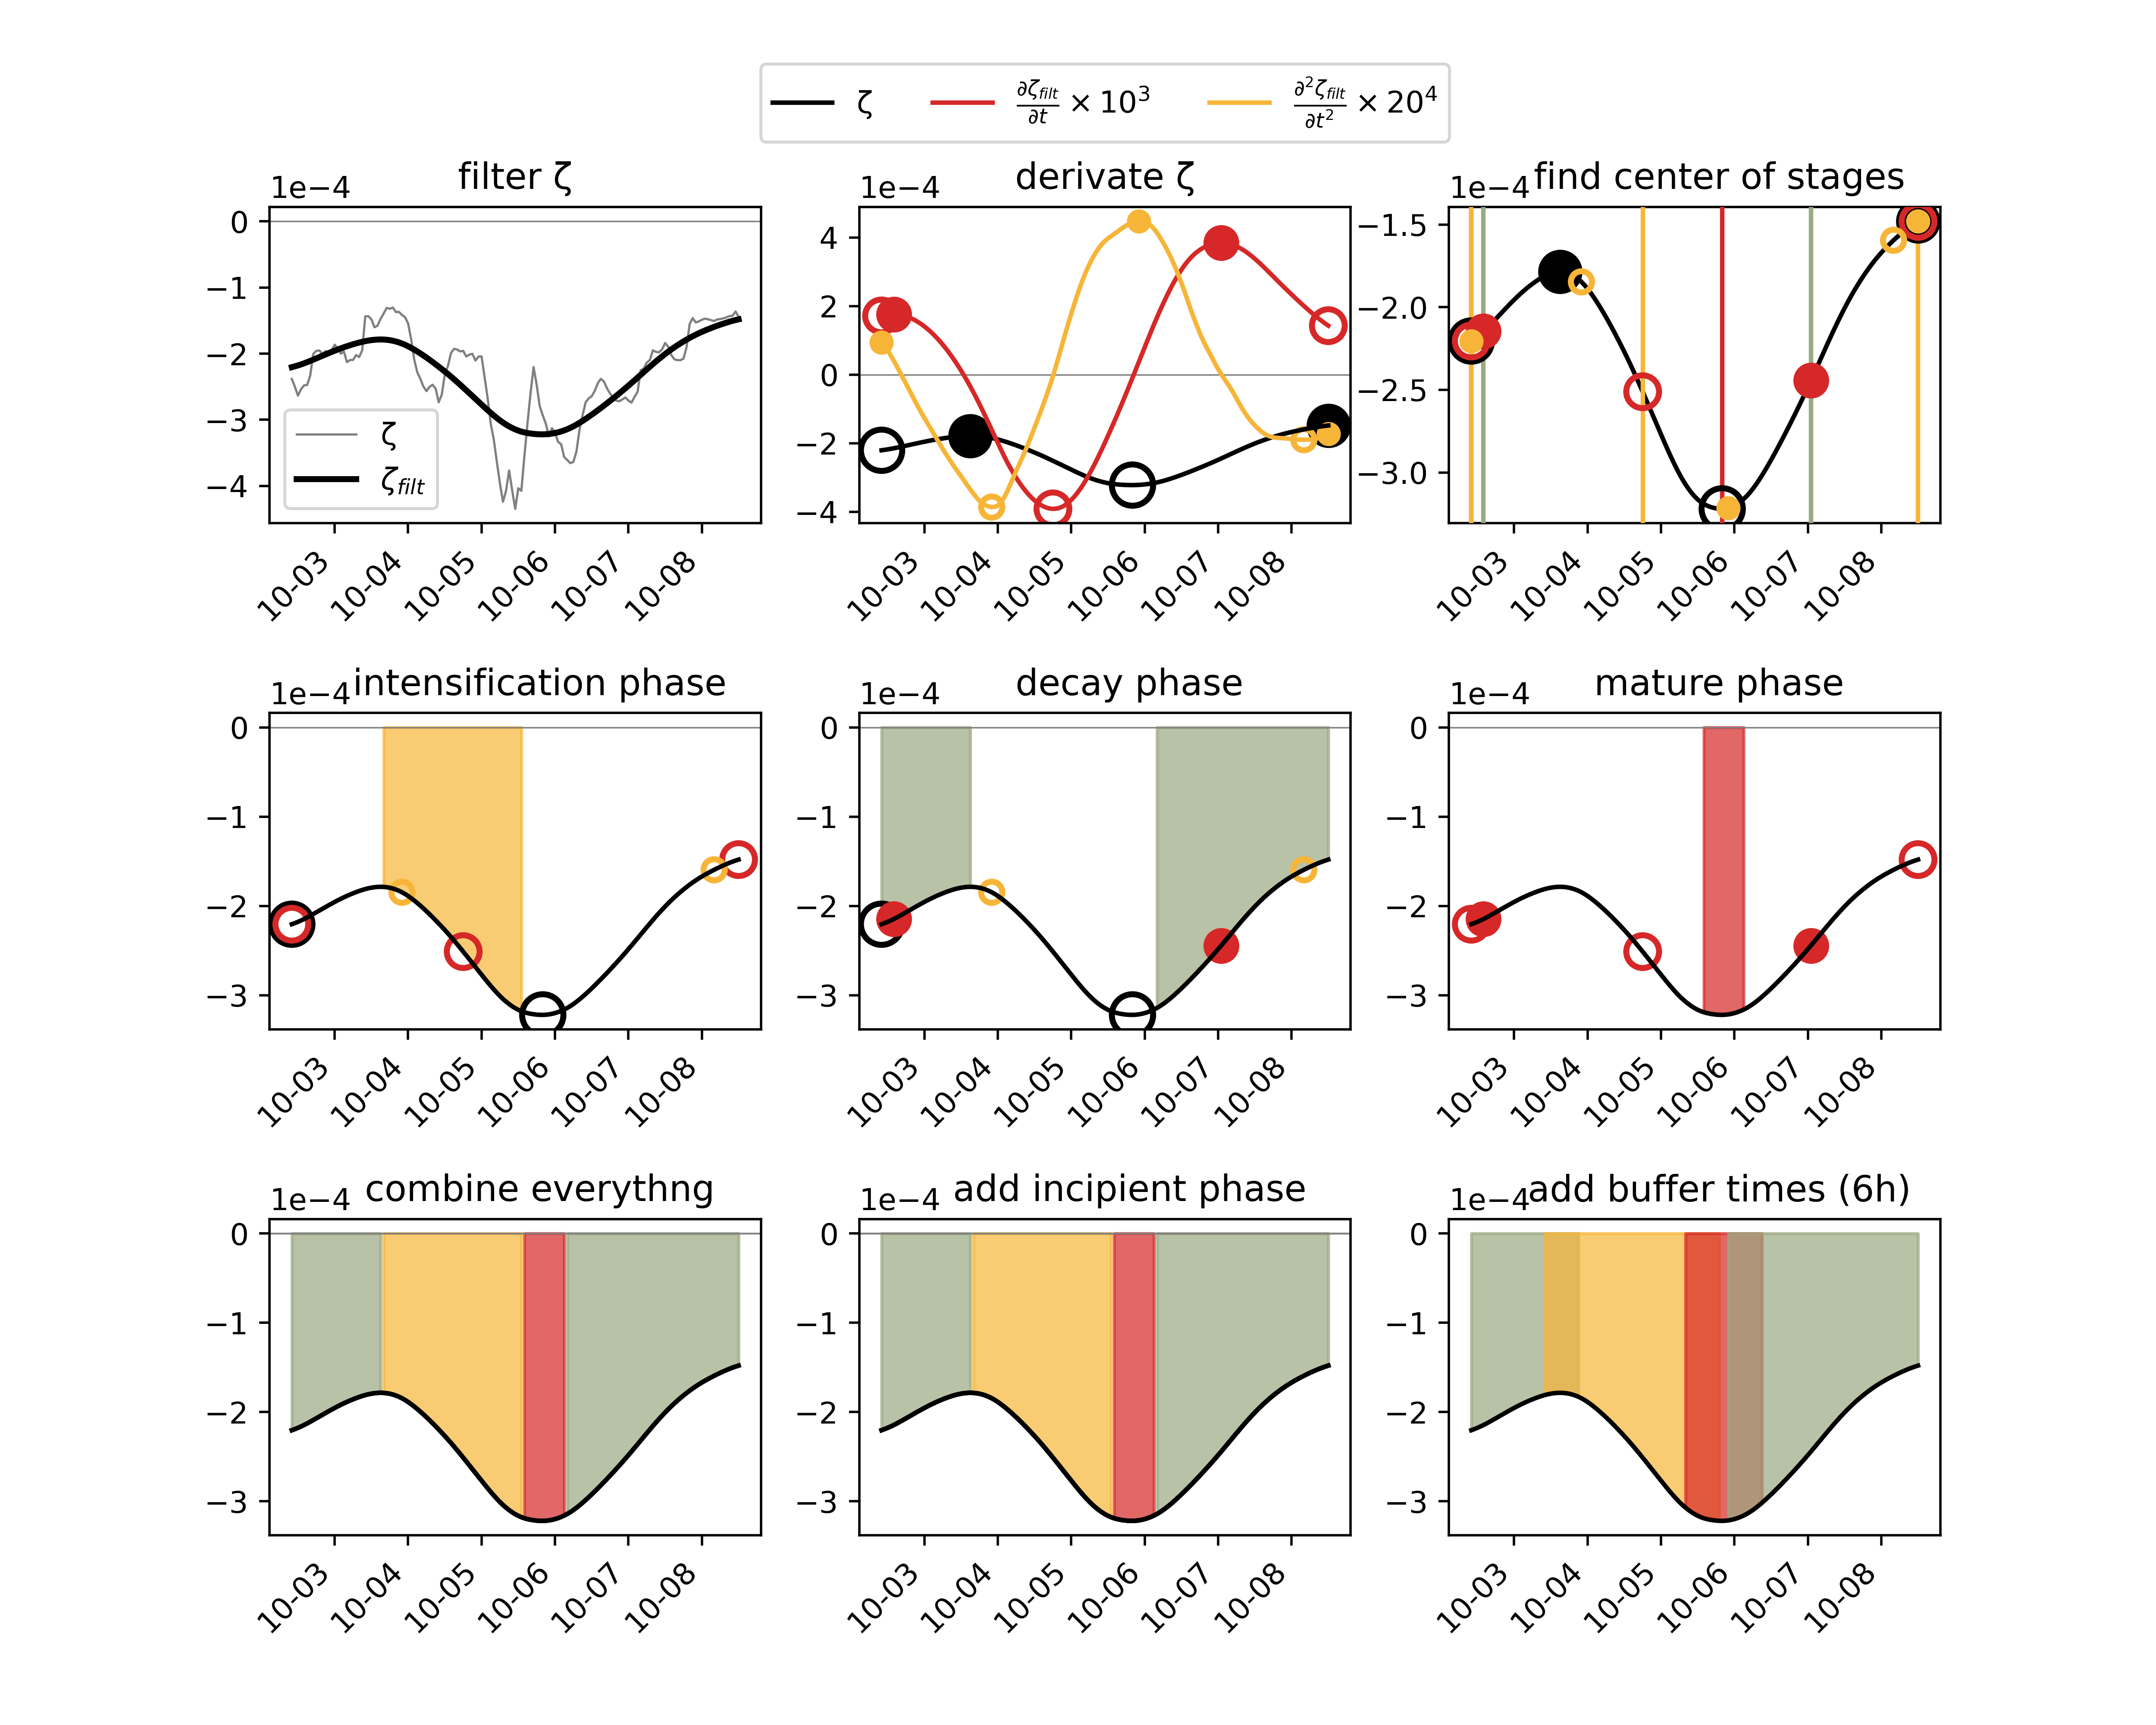 ζ ∂ζ_filt/∂t × 10³ ∂²ζ_filt/∂t² × 20⁴
filter ζ
1e−4
0
−1
−2
−3
−4
ζ
ζ_filt
10-03 10-04 10-05 10-06 10-07 10-08
derivate ζ
1e−4
4
2
0
−2
−4
10-03 10-04 10-05 10-06 10-07 10-08
find center of stages
1e−4
−1.5
−2.0
−2.5
−3.0
10-03 10-04 10-05 10-06 10-07 10-08
intensification phase
1e−4
0
−1
−2
−3
10-03 10-04 10-05 10-06 10-07 10-08
decay phase
1e−4
0
−1
−2
−3
10-03 10-04 10-05 10-06 10-07 10-08
mature phase
1e−4
0
−1
−2
−3
10-03 10-04 10-05 10-06 10-07 10-08
combine everythng
1e−4
0
−1
−2
−3
10-03 10-04 10-05 10-06 10-07 10-08
add incipient phase
1e−4
0
−1
−2
−3
10-03 10-04 10-05 10-06 10-07 10-08
add buffer times (6h)
1e−4
0
−1
−2
−3
10-03 10-04 10-05 10-06 10-07 10-08